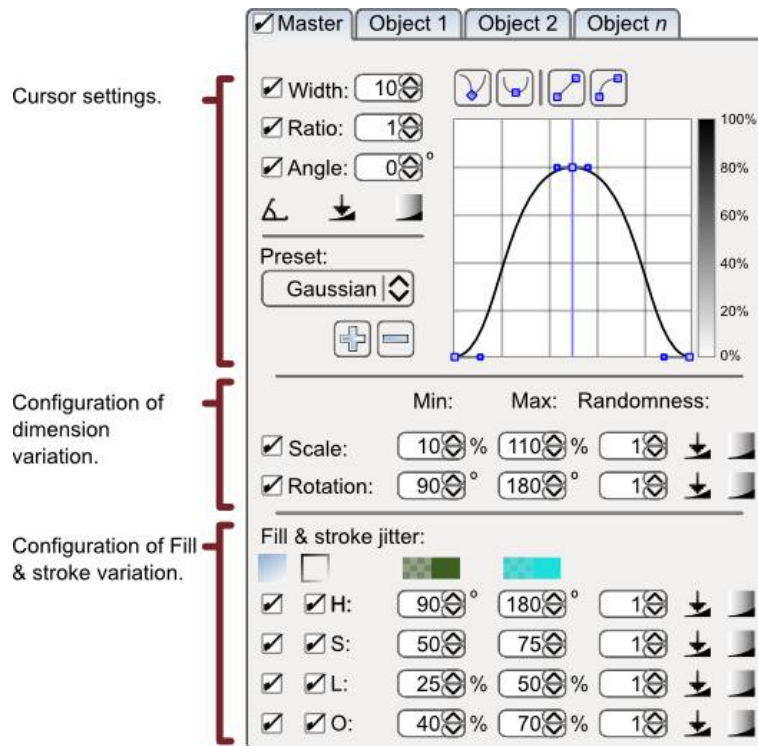 Master Object 1 Object 2 Object n
Cursor settings.
Width: 10
Ratio: 1
Angle: 0 º
Preset:
Gaussian
100%
80%
60%
40%
20%
0%
Configuration of
dimension
variation.
Min: Max: Randomness:
Scale: 10 % 110 % 1
Rotation: 90 º 180 º 1
Configuration of Fill
& stroke variation.
Fill & stroke jitter:
H: 90 º 180 º 1
S: 50 75 1
L: 25 % 50 % 1
O: 40 % 70 % 1